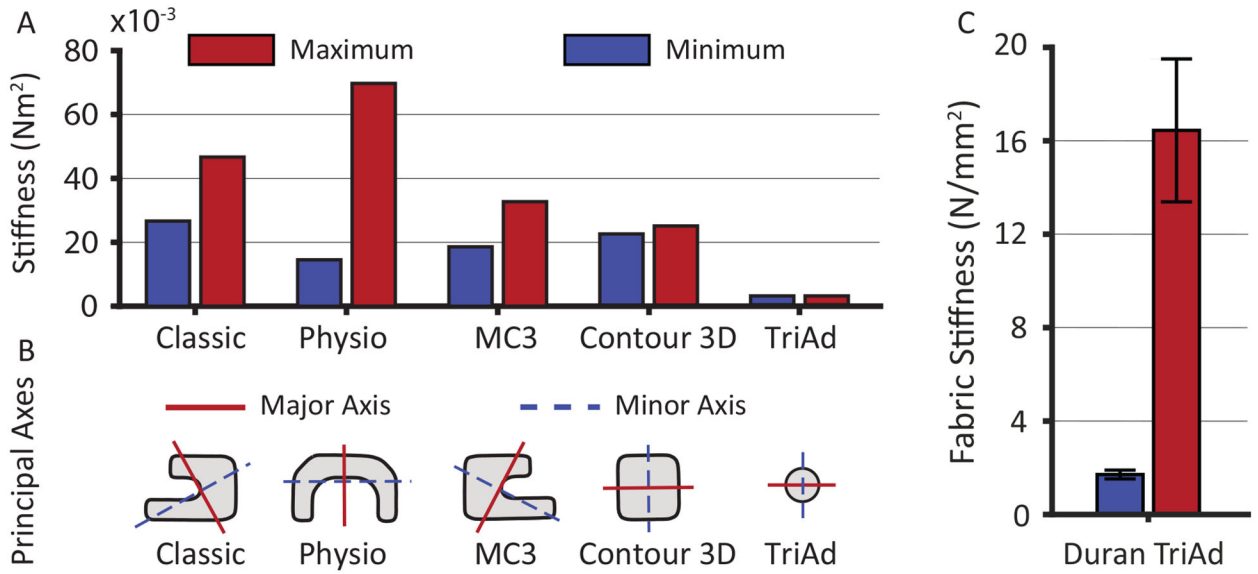 A
x10⁻³
Stiffness (Nm²)
80
60
40
20
0
Maximum
Minimum
Classic
Physio
MC3
Contour 3D
TriAd
B
Principal Axes
Major Axis
Minor Axis
Classic
Physio
MC3
Contour 3D
TriAd
C
Fabric Stiffness (N/mm²)
20
16
12
8
4
0
Duran TriAd